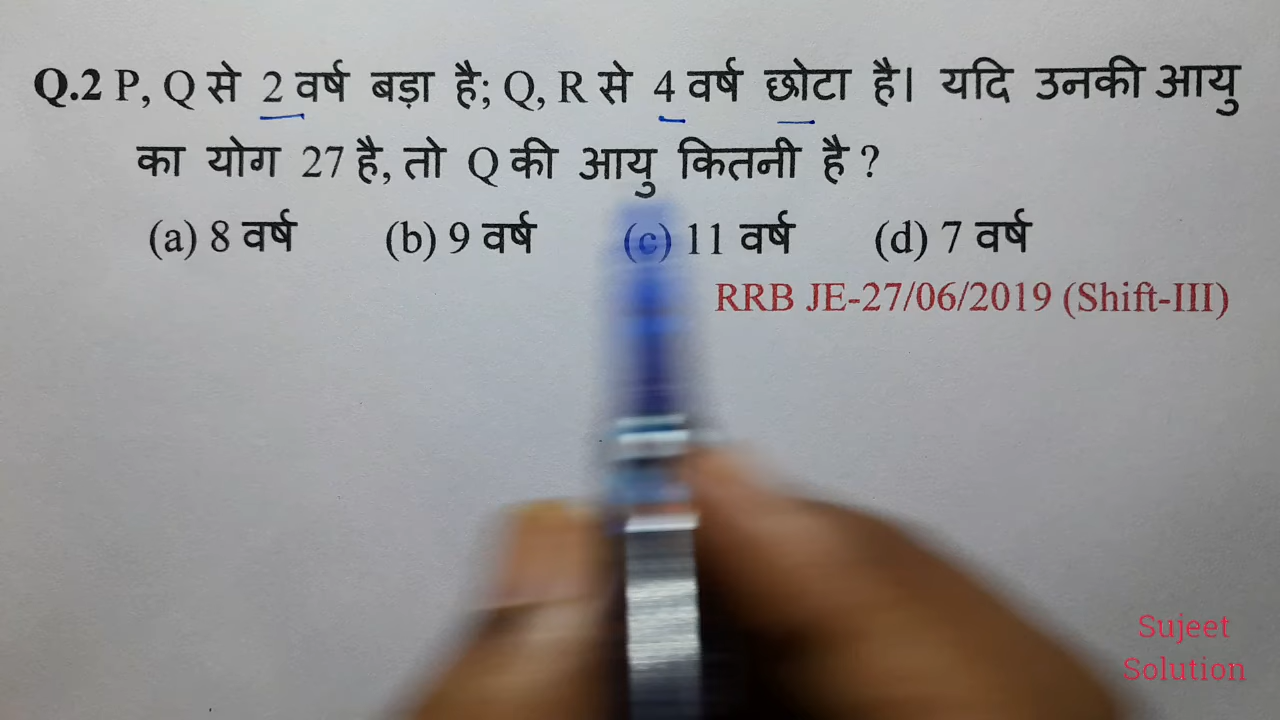 Q.2 P, Q से 2 वर्ष बड़ा है; Q, R से 4 वर्ष छोटा है। यदि उनकी आयु
का योग 27 है, तो Q की आयु कितनी है ?
(a) 8 वर्ष (b) 9 वर्ष (c) 11 वर्ष (d) 7 वर्ष
RRB JE-27/06/2019 (Shift-III)
Sujeet
Solution